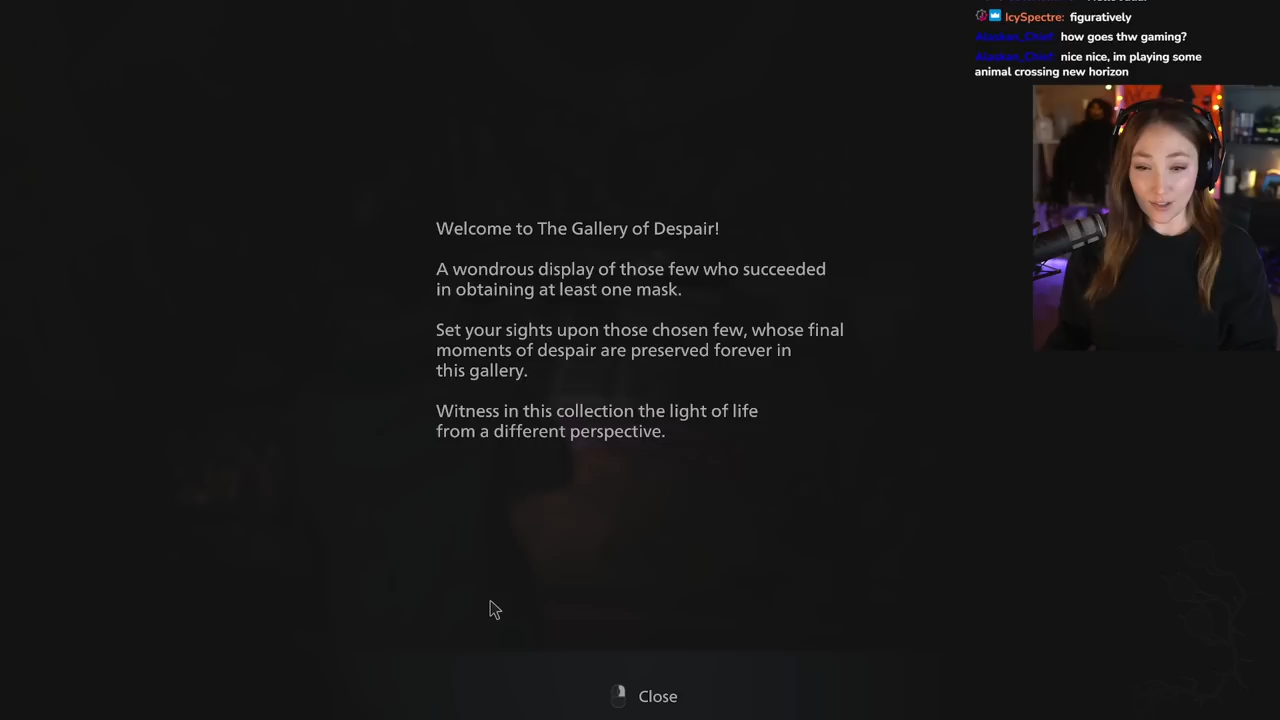 IcySpectre: figuratively
Alaskan_Chief: how goes thw gaming?
Alaskan_Chief: nice nice, im playing some
animal crossing new horizon
Welcome to The Gallery of Despair!
A wondrous display of those few who succeeded
in obtaining at least one mask.
Set your sights upon those chosen few, whose final
moments of despair are preserved forever in
this gallery.
Witness in this collection the light of life
from a different perspective.
Close